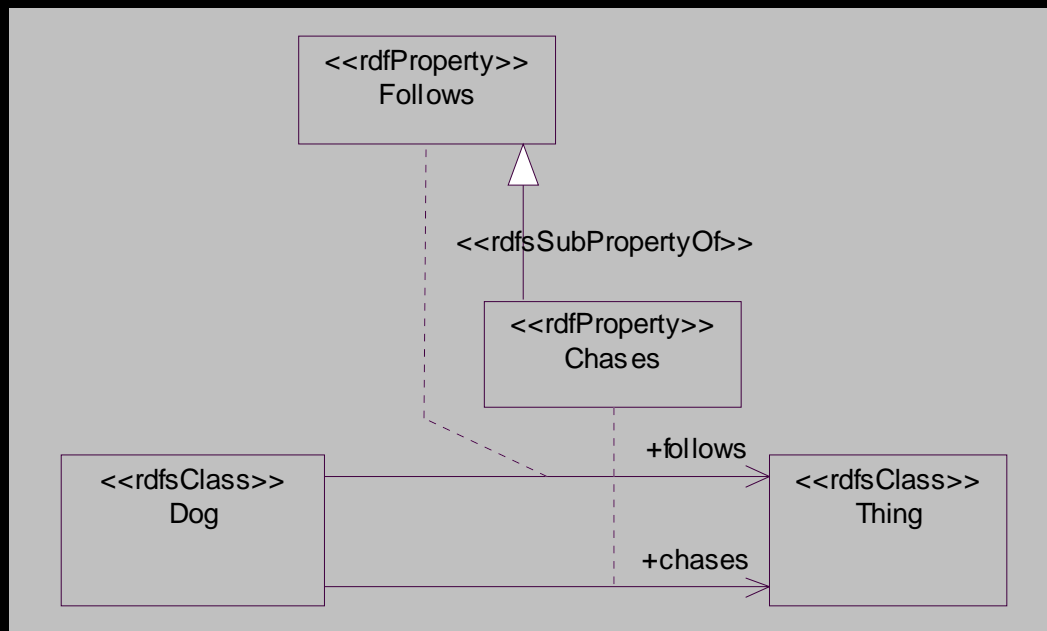 <<rdfProperty>>
Follows
<<rdfsSubPropertyOf>>
<<rdfProperty>>
Chases
+follows
<<rdfsClass>>
Dog
<<rdfsClass>>
Thing
+chases